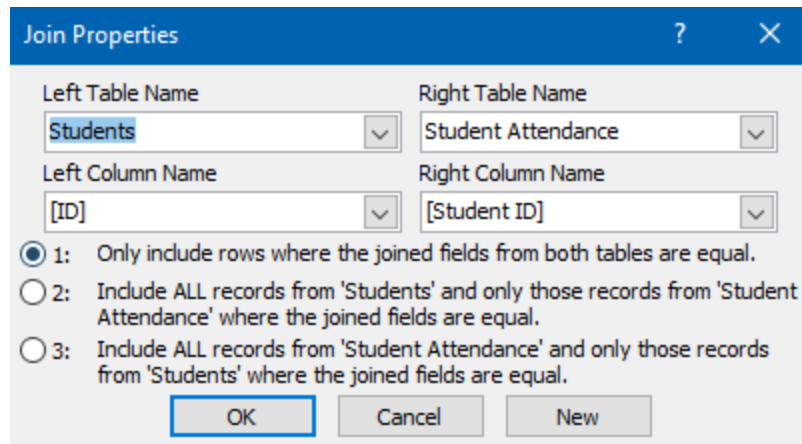 Join Properties ?
Left Table Name Right Table Name
Students Student Attendance
Left Column Name Right Column Name
[ID] [Student ID]
1: Only include rows where the joined fields from both tables are equal.
2: Include ALL records from 'Students' and only those records from 'Student
Attendance' where the joined fields are equal.
3: Include ALL records from 'Student Attendance' and only those records
from 'Students' where the joined fields are equal.
OK Cancel New